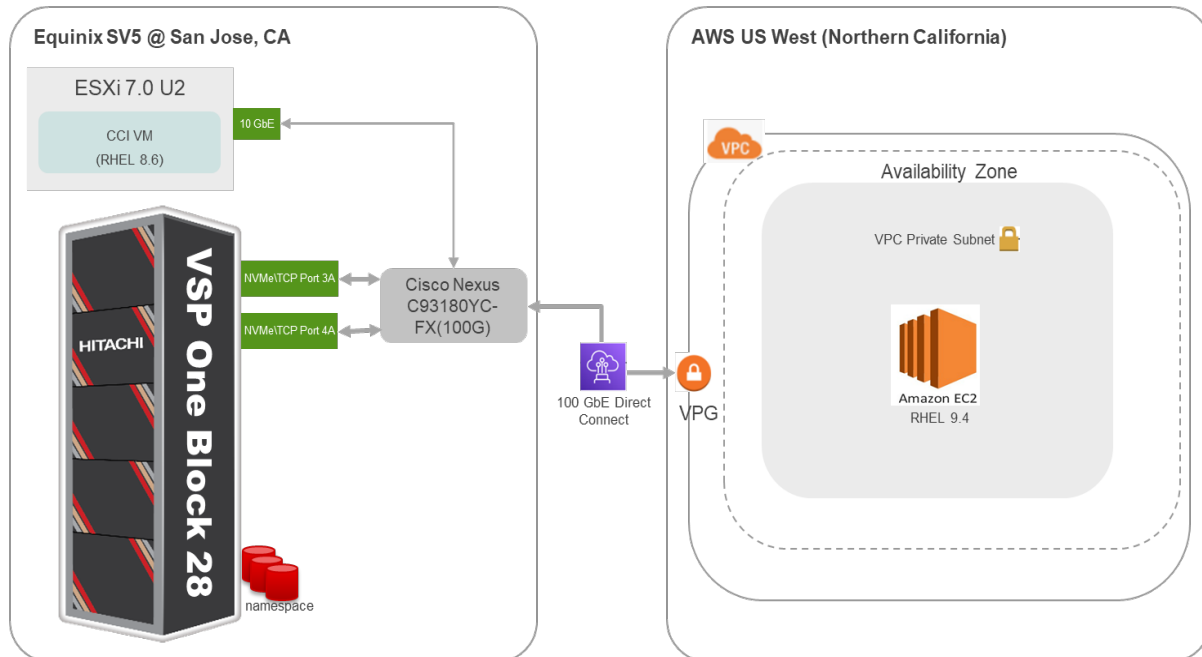 Equinix SV5 @ San Jose, CA
ESXi 7.0 U2
CCI VM
(RHEL 8.6)
10 GbE
VSP One Block 28
HITACHI
NVMe\TCP Port 3A
NVMe\TCP Port 4A
Cisco Nexus
C93180YC-
FX(100G)
namespace
100 GbE Direct
Connect
AWS US West (Northern California)
VPC
Availability Zone
VPC Private Subnet
VPG
Amazon EC2
RHEL 9.4